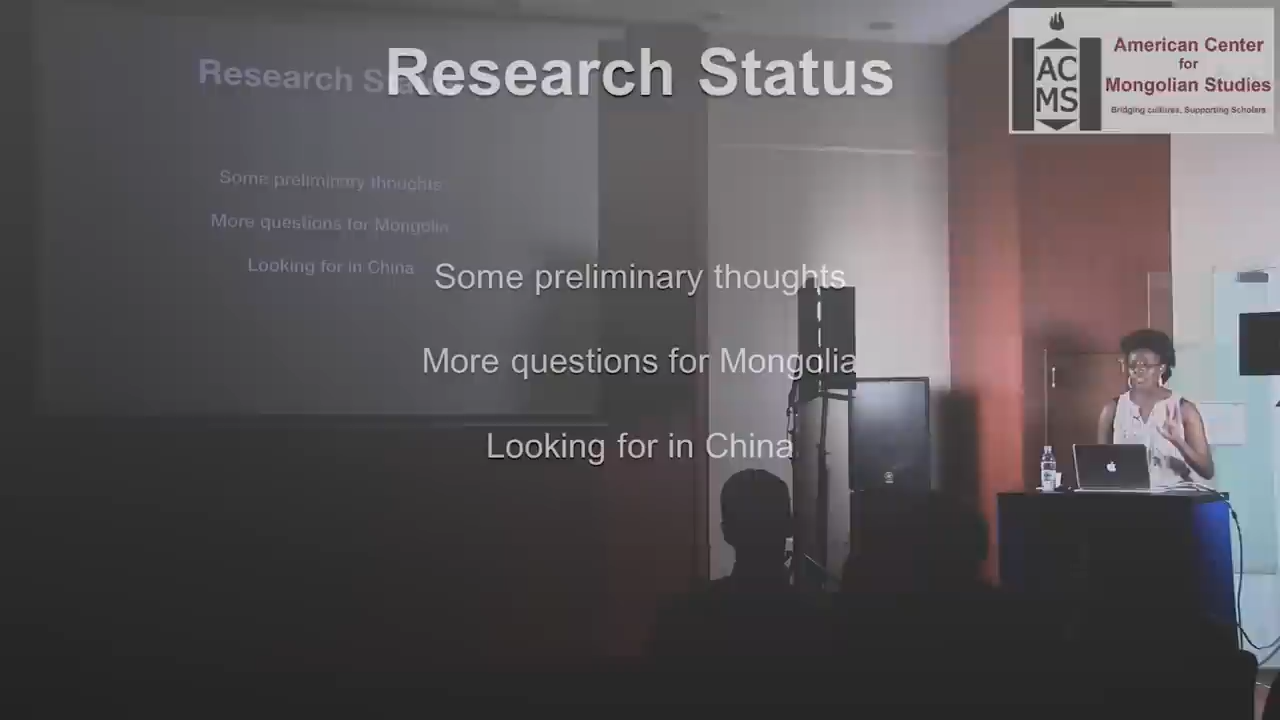 Research Status
Some preliminary thoughts
More questions for Mongolia
Looking for in China
Research S
Some preliminary thoughts
More questions for Mongolia
Looking for in China
AC
MS
American Center
for
Mongolian Studies
Bridging cultures, Supporting Scholars